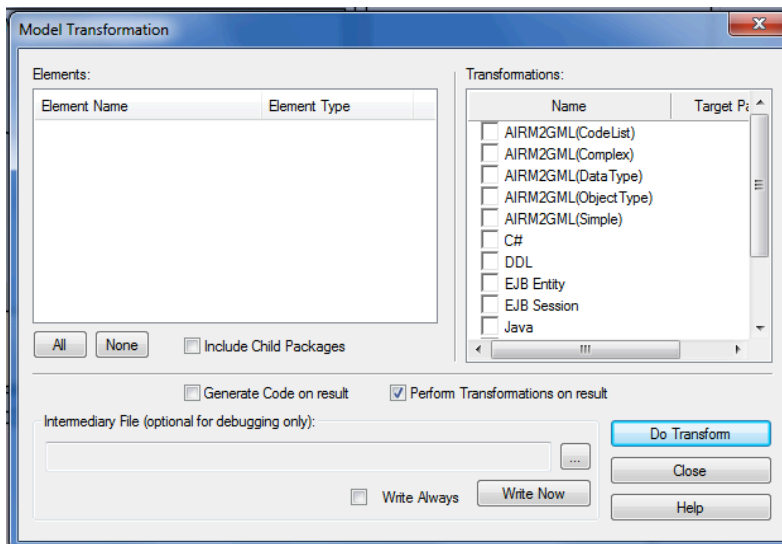 Model Transformation
Elements:
Element Name Element Type
All None Include Child Packages
Transformations:
Name Target Pa
AIRM2GML(CodeList)
AIRM2GML(Complex)
AIRM2GML(DataType)
AIRM2GML(ObjectType)
AIRM2GML(Simple)
C#
DDL
EJB Entity
EJB Session
Java
Generate Code on result Perform Transformations on result
Intermediary File (optional for debugging only):
...
Write Always Write Now
Do Transform
Close
Help